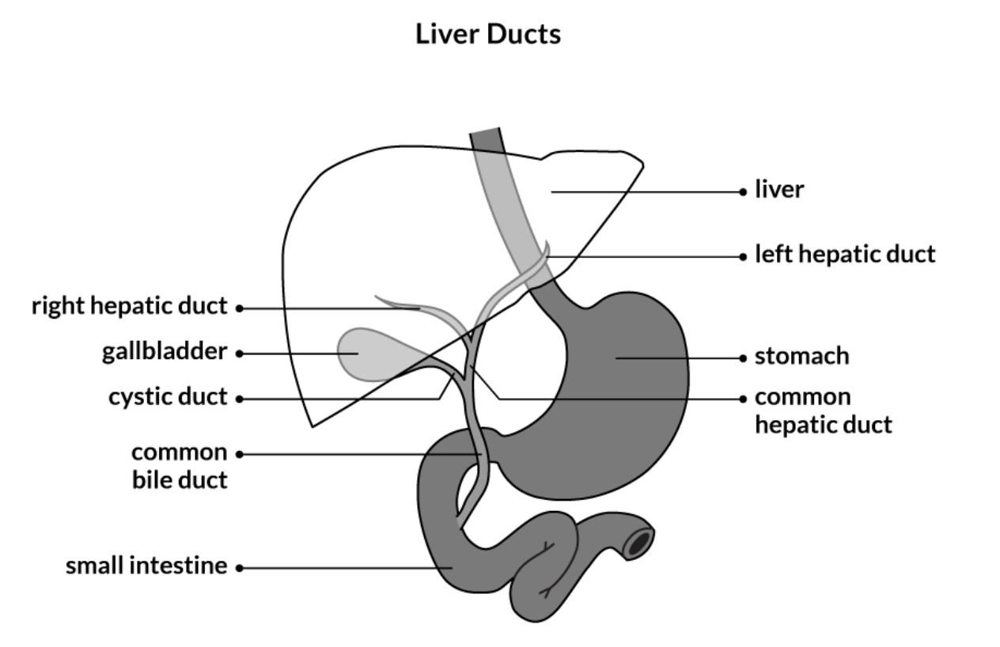 Liver Ducts
liver
left hepatic duct
right hepatic duct
gallbladder
stomach
cystic duct
common
hepatic duct
common
bile duct
small intestine